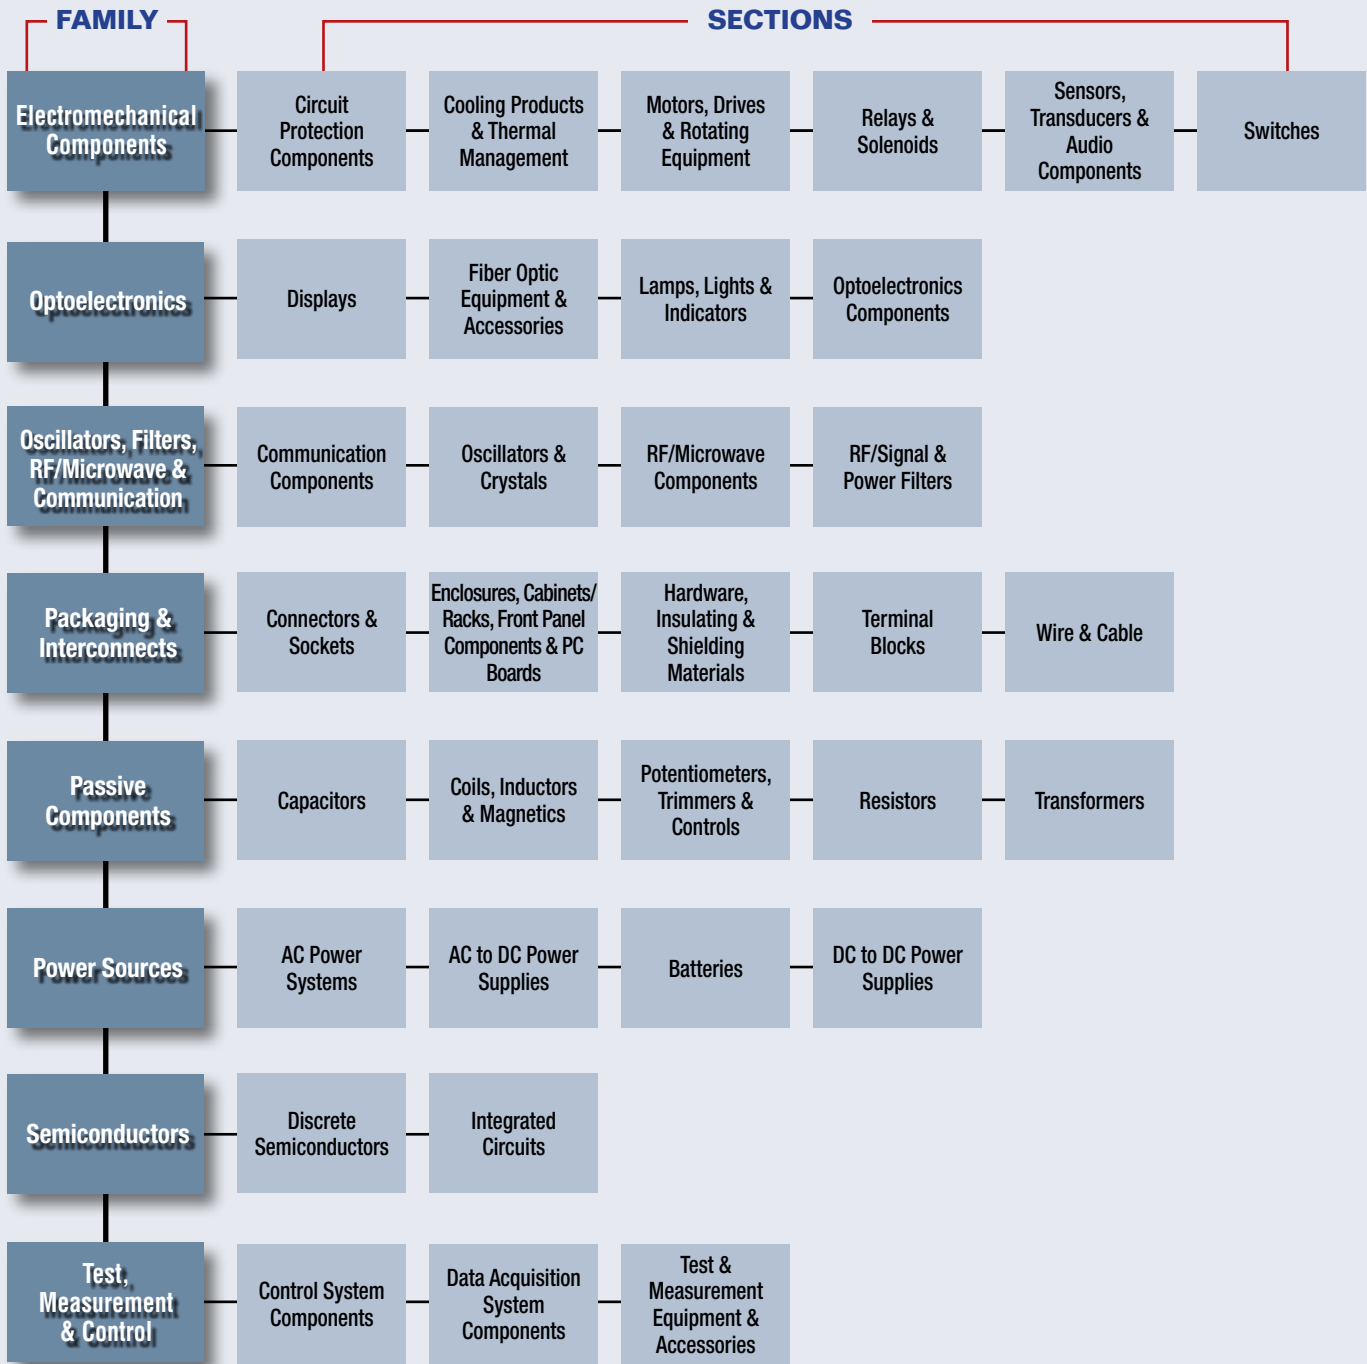 FAMILY
SECTIONS
Electromechanical
Components
Circuit
Protection
Components
Cooling Products
& Thermal
Management
Motors, Drives
& Rotating
Equipment
Relays &
Solenoids
Sensors,
Transducers &
Audio
Components
Switches
Optoelectronics
Displays
Fiber Optic
Equipment &
Accessories
Lamps, Lights &
Indicators
Optoelectronics
Components
Oscillators, Filters,
RF/Microwave &
Communication
Communication
Components
Oscillators &
Crystals
RF/Microwave
Components
RF/Signal &
Power Filters
Packaging &
Interconnects
Connectors &
Sockets
Enclosures, Cabinets/
Racks, Front Panel
Components & PC
Boards
Hardware,
Insulating &
Shielding
Materials
Terminal
Blocks
Wire & Cable
Passive
Components
Capacitors
Coils, Inductors
& Magnetics
Potentiometers,
Trimmers &
Controls
Resistors
Transformers
Power Sources
AC Power
Systems
AC to DC Power
Supplies
Batteries
DC to DC Power
Supplies
Semiconductors
Discrete
Semiconductors
Integrated
Circuits
Test,
Measurement
& Control
Control System
Components
Data Acquisition
System
Components
Test &
Measurement
Equipment &
Accessories